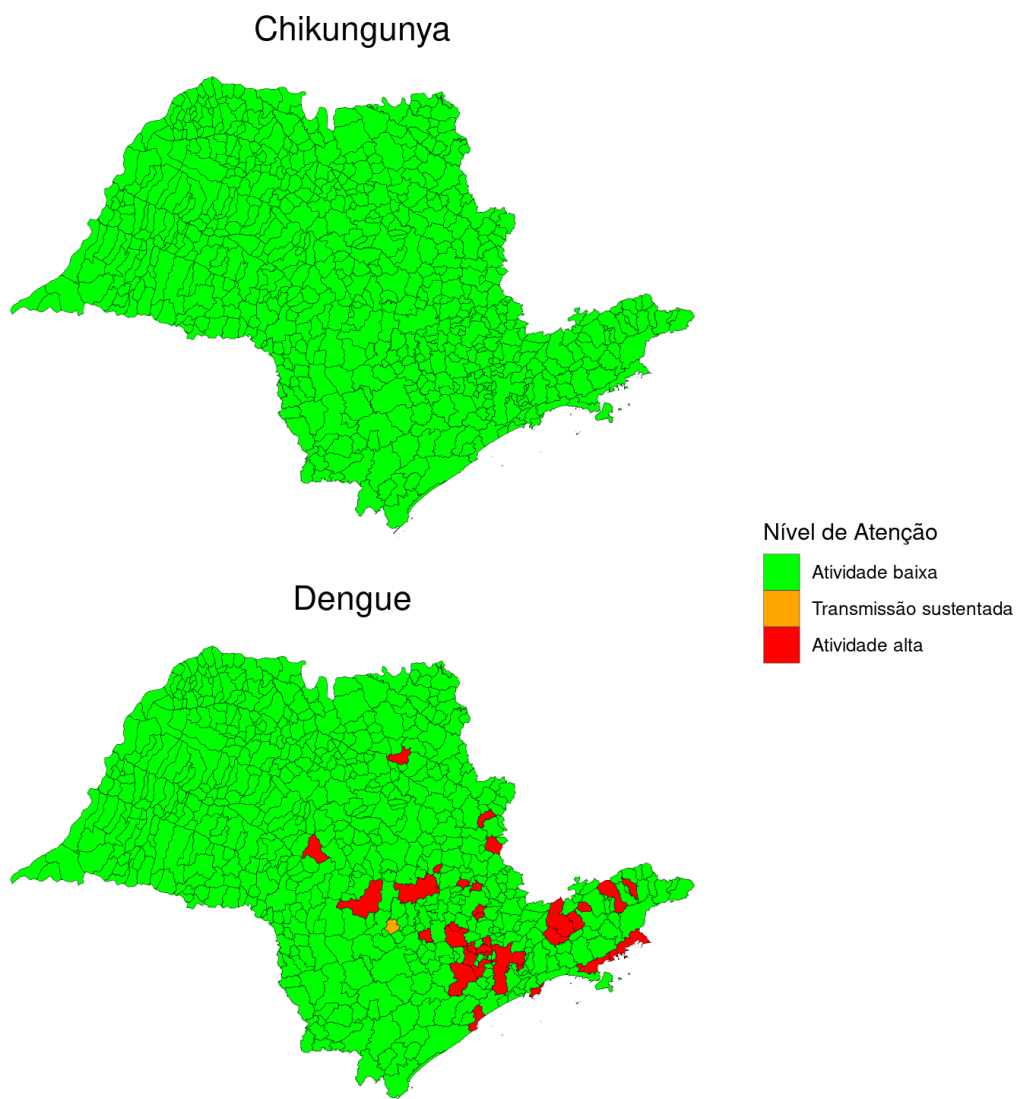 Chikungunya
Nível de Atenção
Atividade baixa
Transmissão sustentada
Atividade alta
Dengue